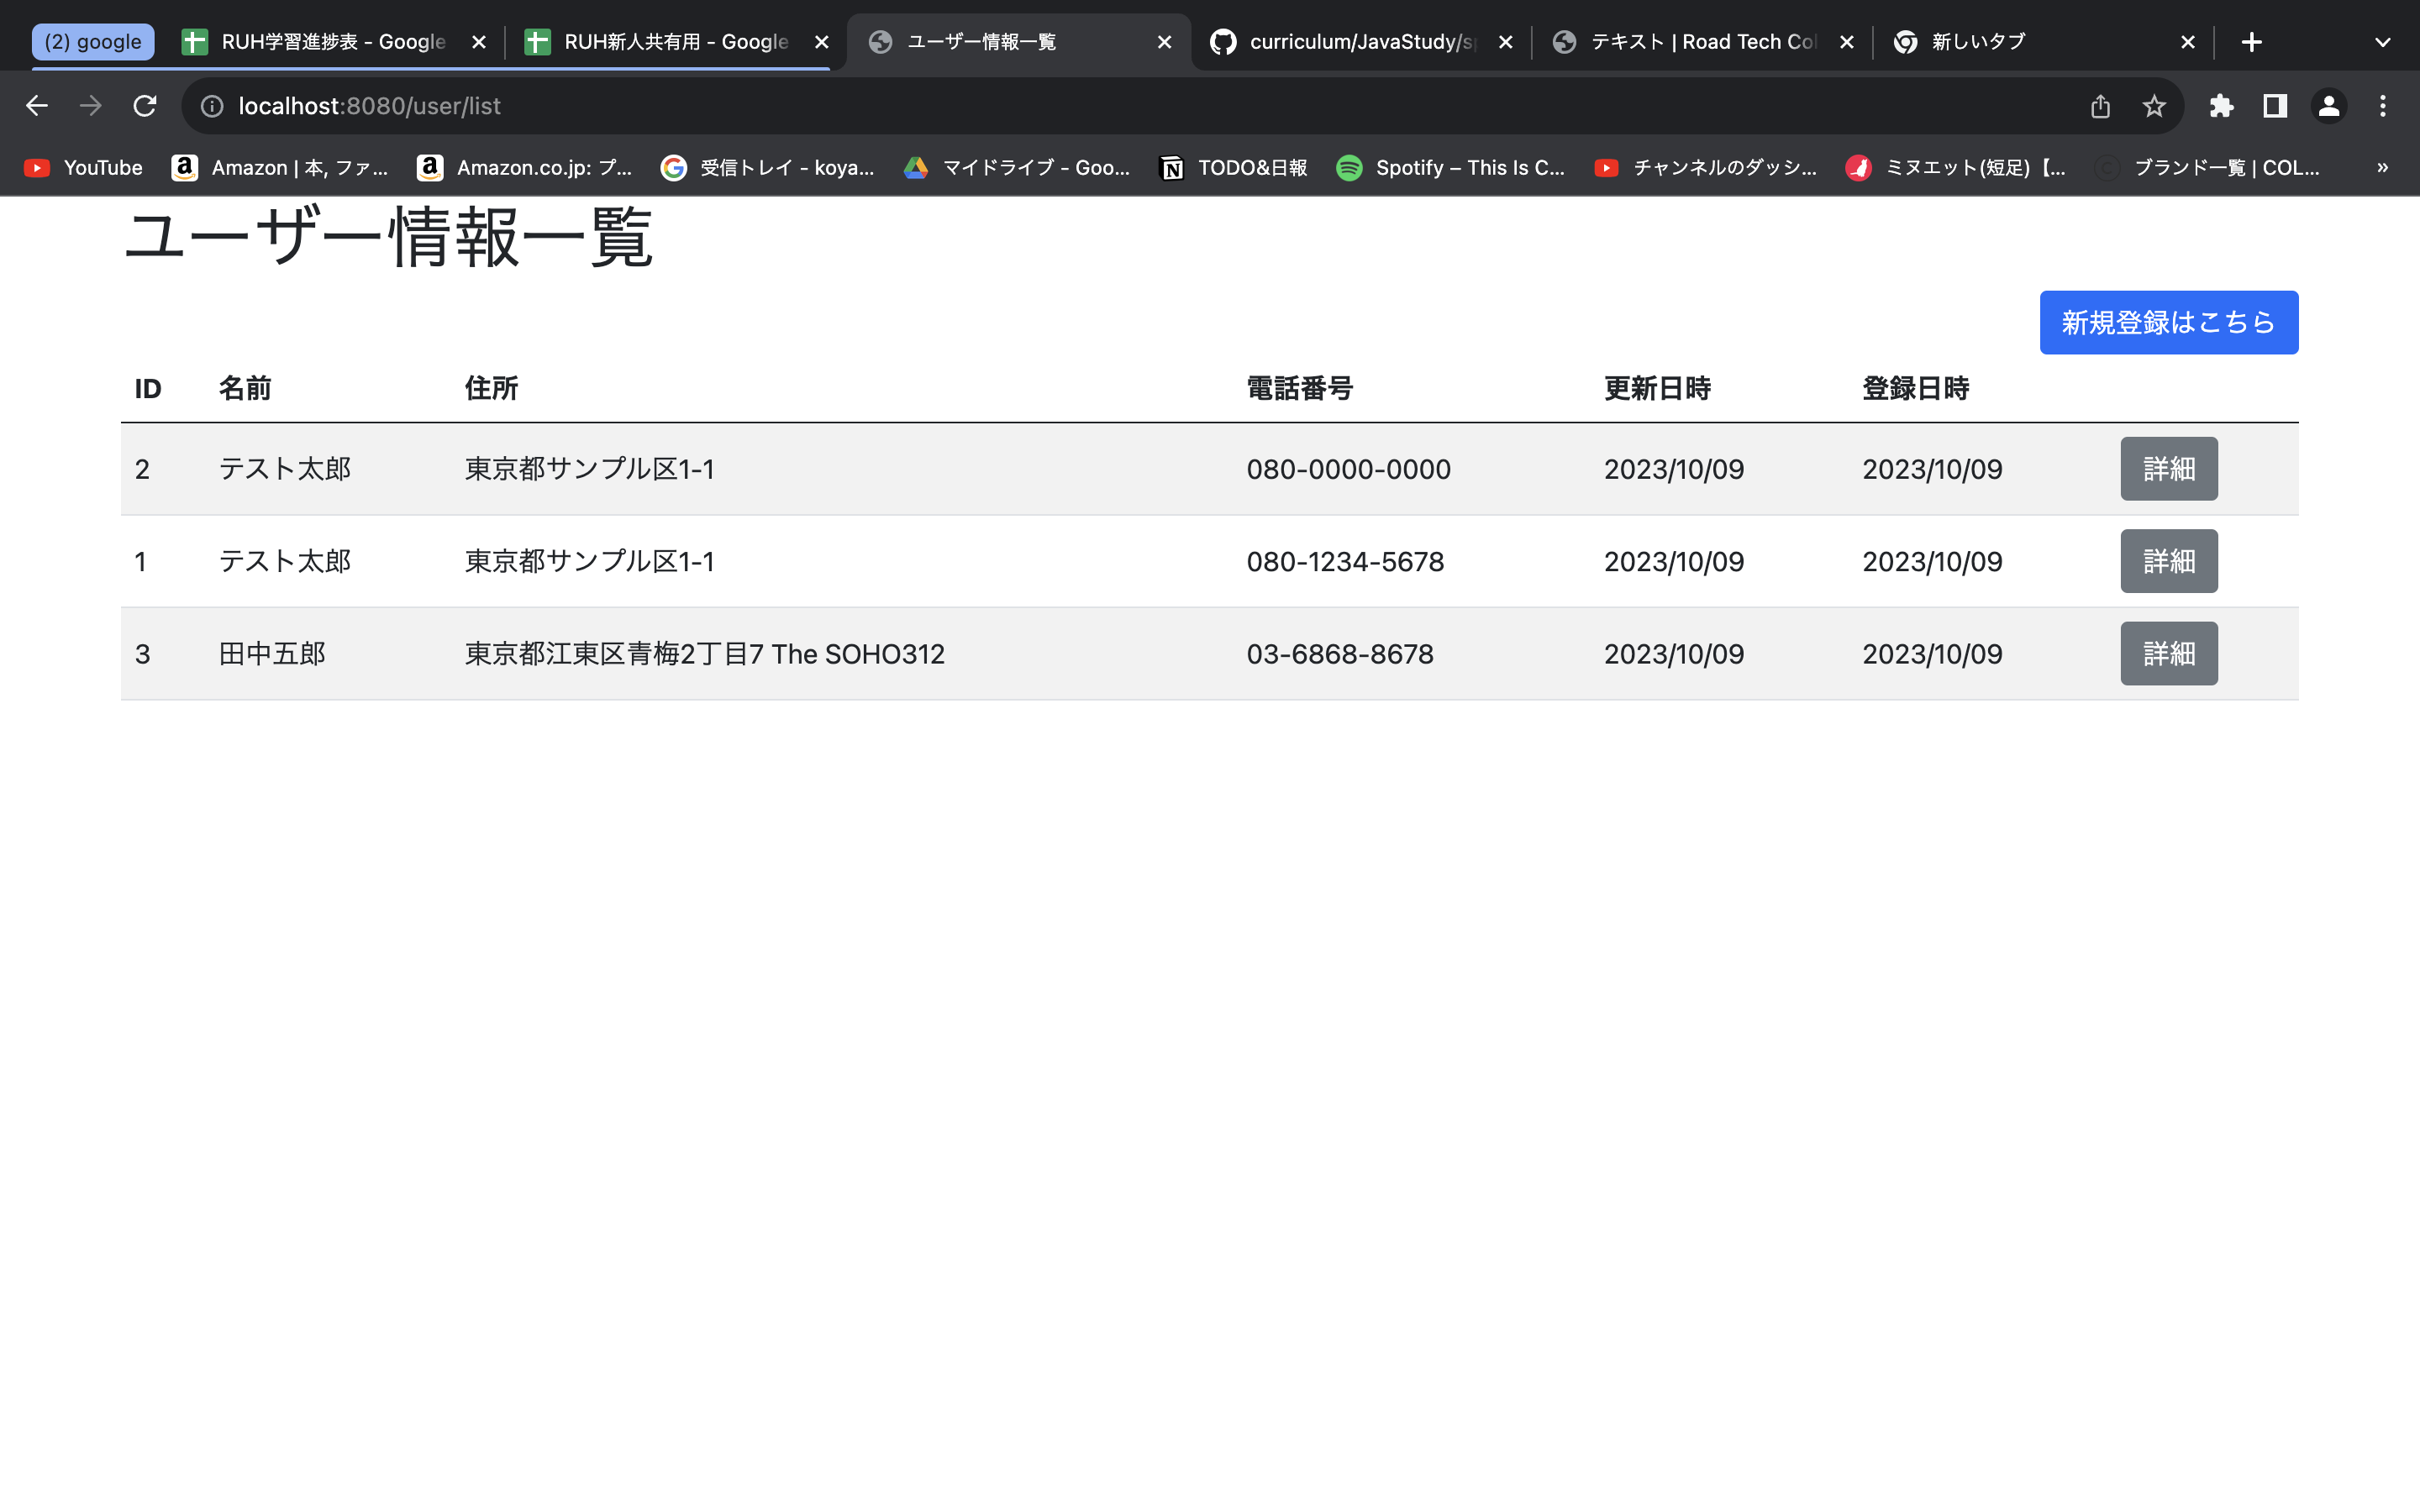 (2) google RUH学習進捗表 - Google RUH新人共有用 - Google ユーザー情報一覧 curriculum/JavaStudy/sp テキスト | Road Tech Col 新しいタブ
localhost:8080/user/list
YouTube Amazon | 本, ファ... Amazon.co.jp: プ... 受信トレイ - koya... マイドライブ - Goo... TODO&日報 Spotify – This Is C... チャンネルのダッシ... ミヌエット(短足)【... ブランド一覧 | COL... »
ユーザー情報一覧
新規登録はこちら
ID 名前 住所 電話番号 更新日時 登録日時
2 テスト太郎 東京都サンプル区1-1 080-0000-0000 2023/10/09 2023/10/09 詳細
1 テスト太郎 東京都サンプル区1-1 080-1234-5678 2023/10/09 2023/10/09 詳細
3 田中五郎 東京都江東区青梅2丁目7 The SOHO312 03-6868-8678 2023/10/09 2023/10/09 詳細